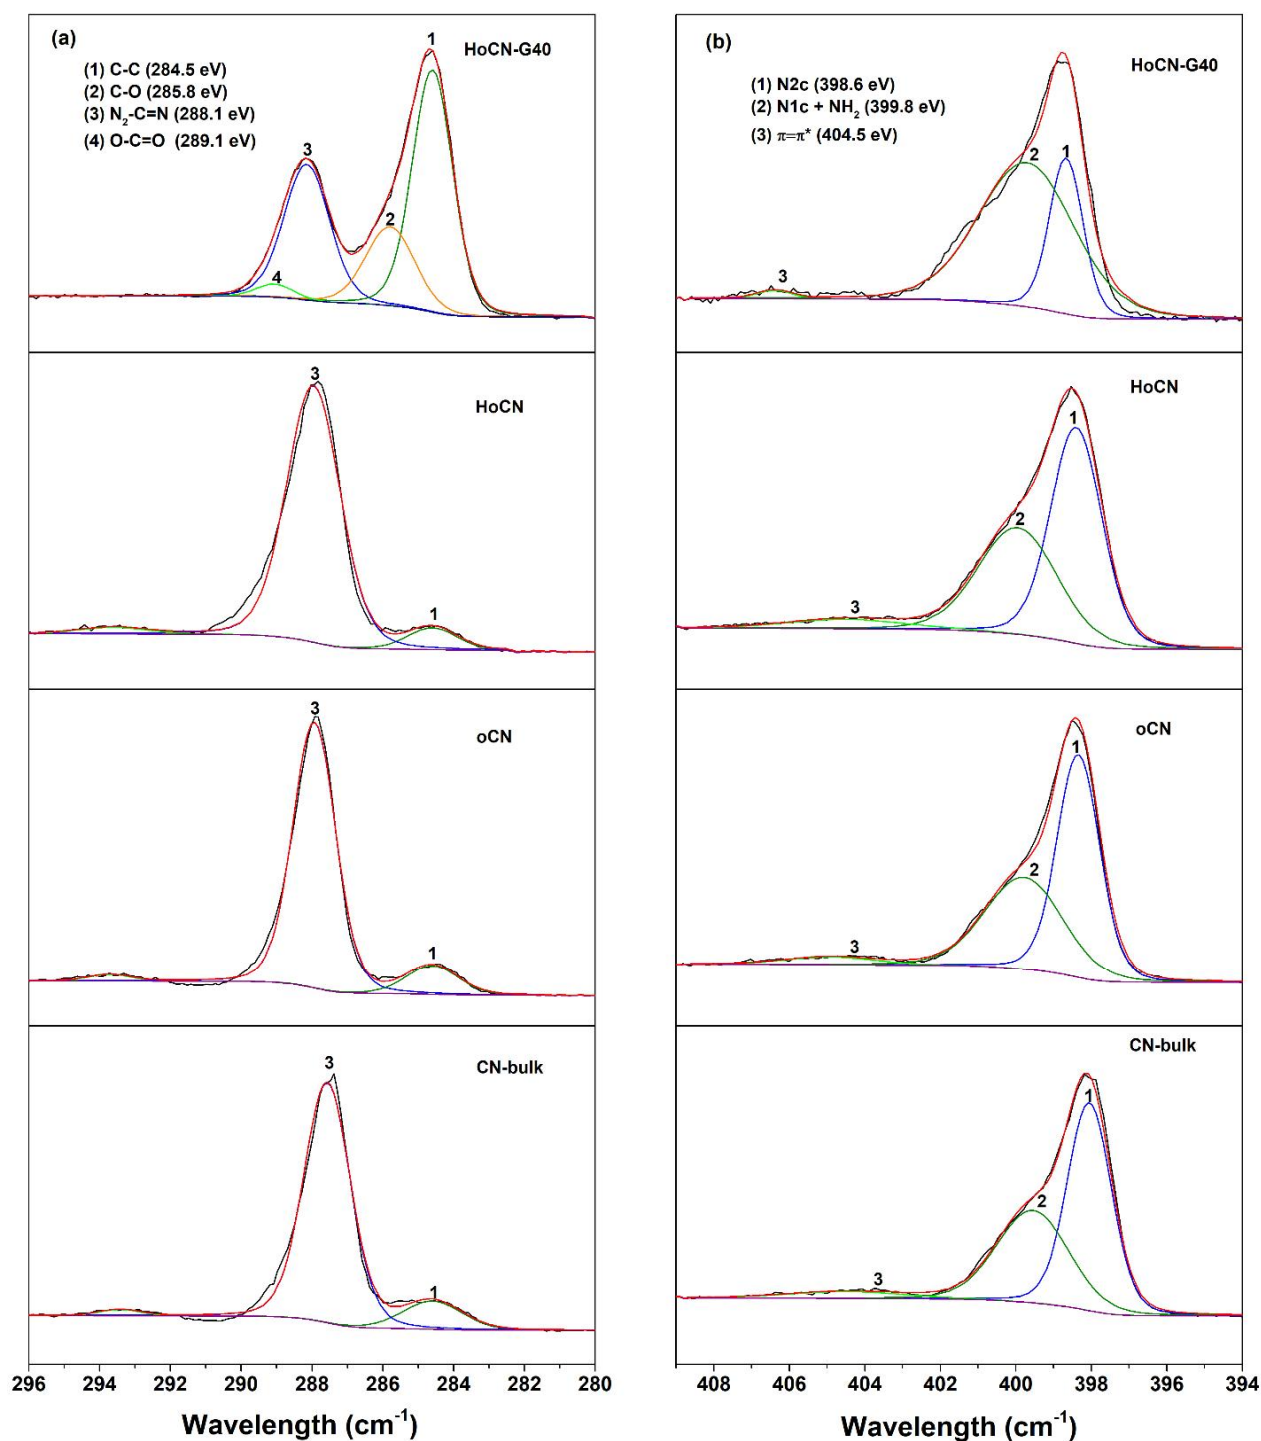 (a)
HoCN-G40
(1) C-C (284.5 eV)
(2) C-O (285.8 eV)
(3) N₂-C=N (288.1 eV)
(4) O-C=O (289.1 eV)
1
3
2
4
HoCN
3
1
oCN
3
1
CN-bulk
3
1
296 294 292 290 288 286 284 282 280
Wavelength (cm⁻¹)
(b)
HoCN-G40
(1) N2c (398.6 eV)
(2) N1c + NH₂ (399.8 eV)
(3) π=π* (404.5 eV)
2
1
3
HoCN
1
2
3
oCN
1
2
3
CN-bulk
1
2
3
408 406 404 402 400 398 396 394
Wavelength (cm⁻¹)